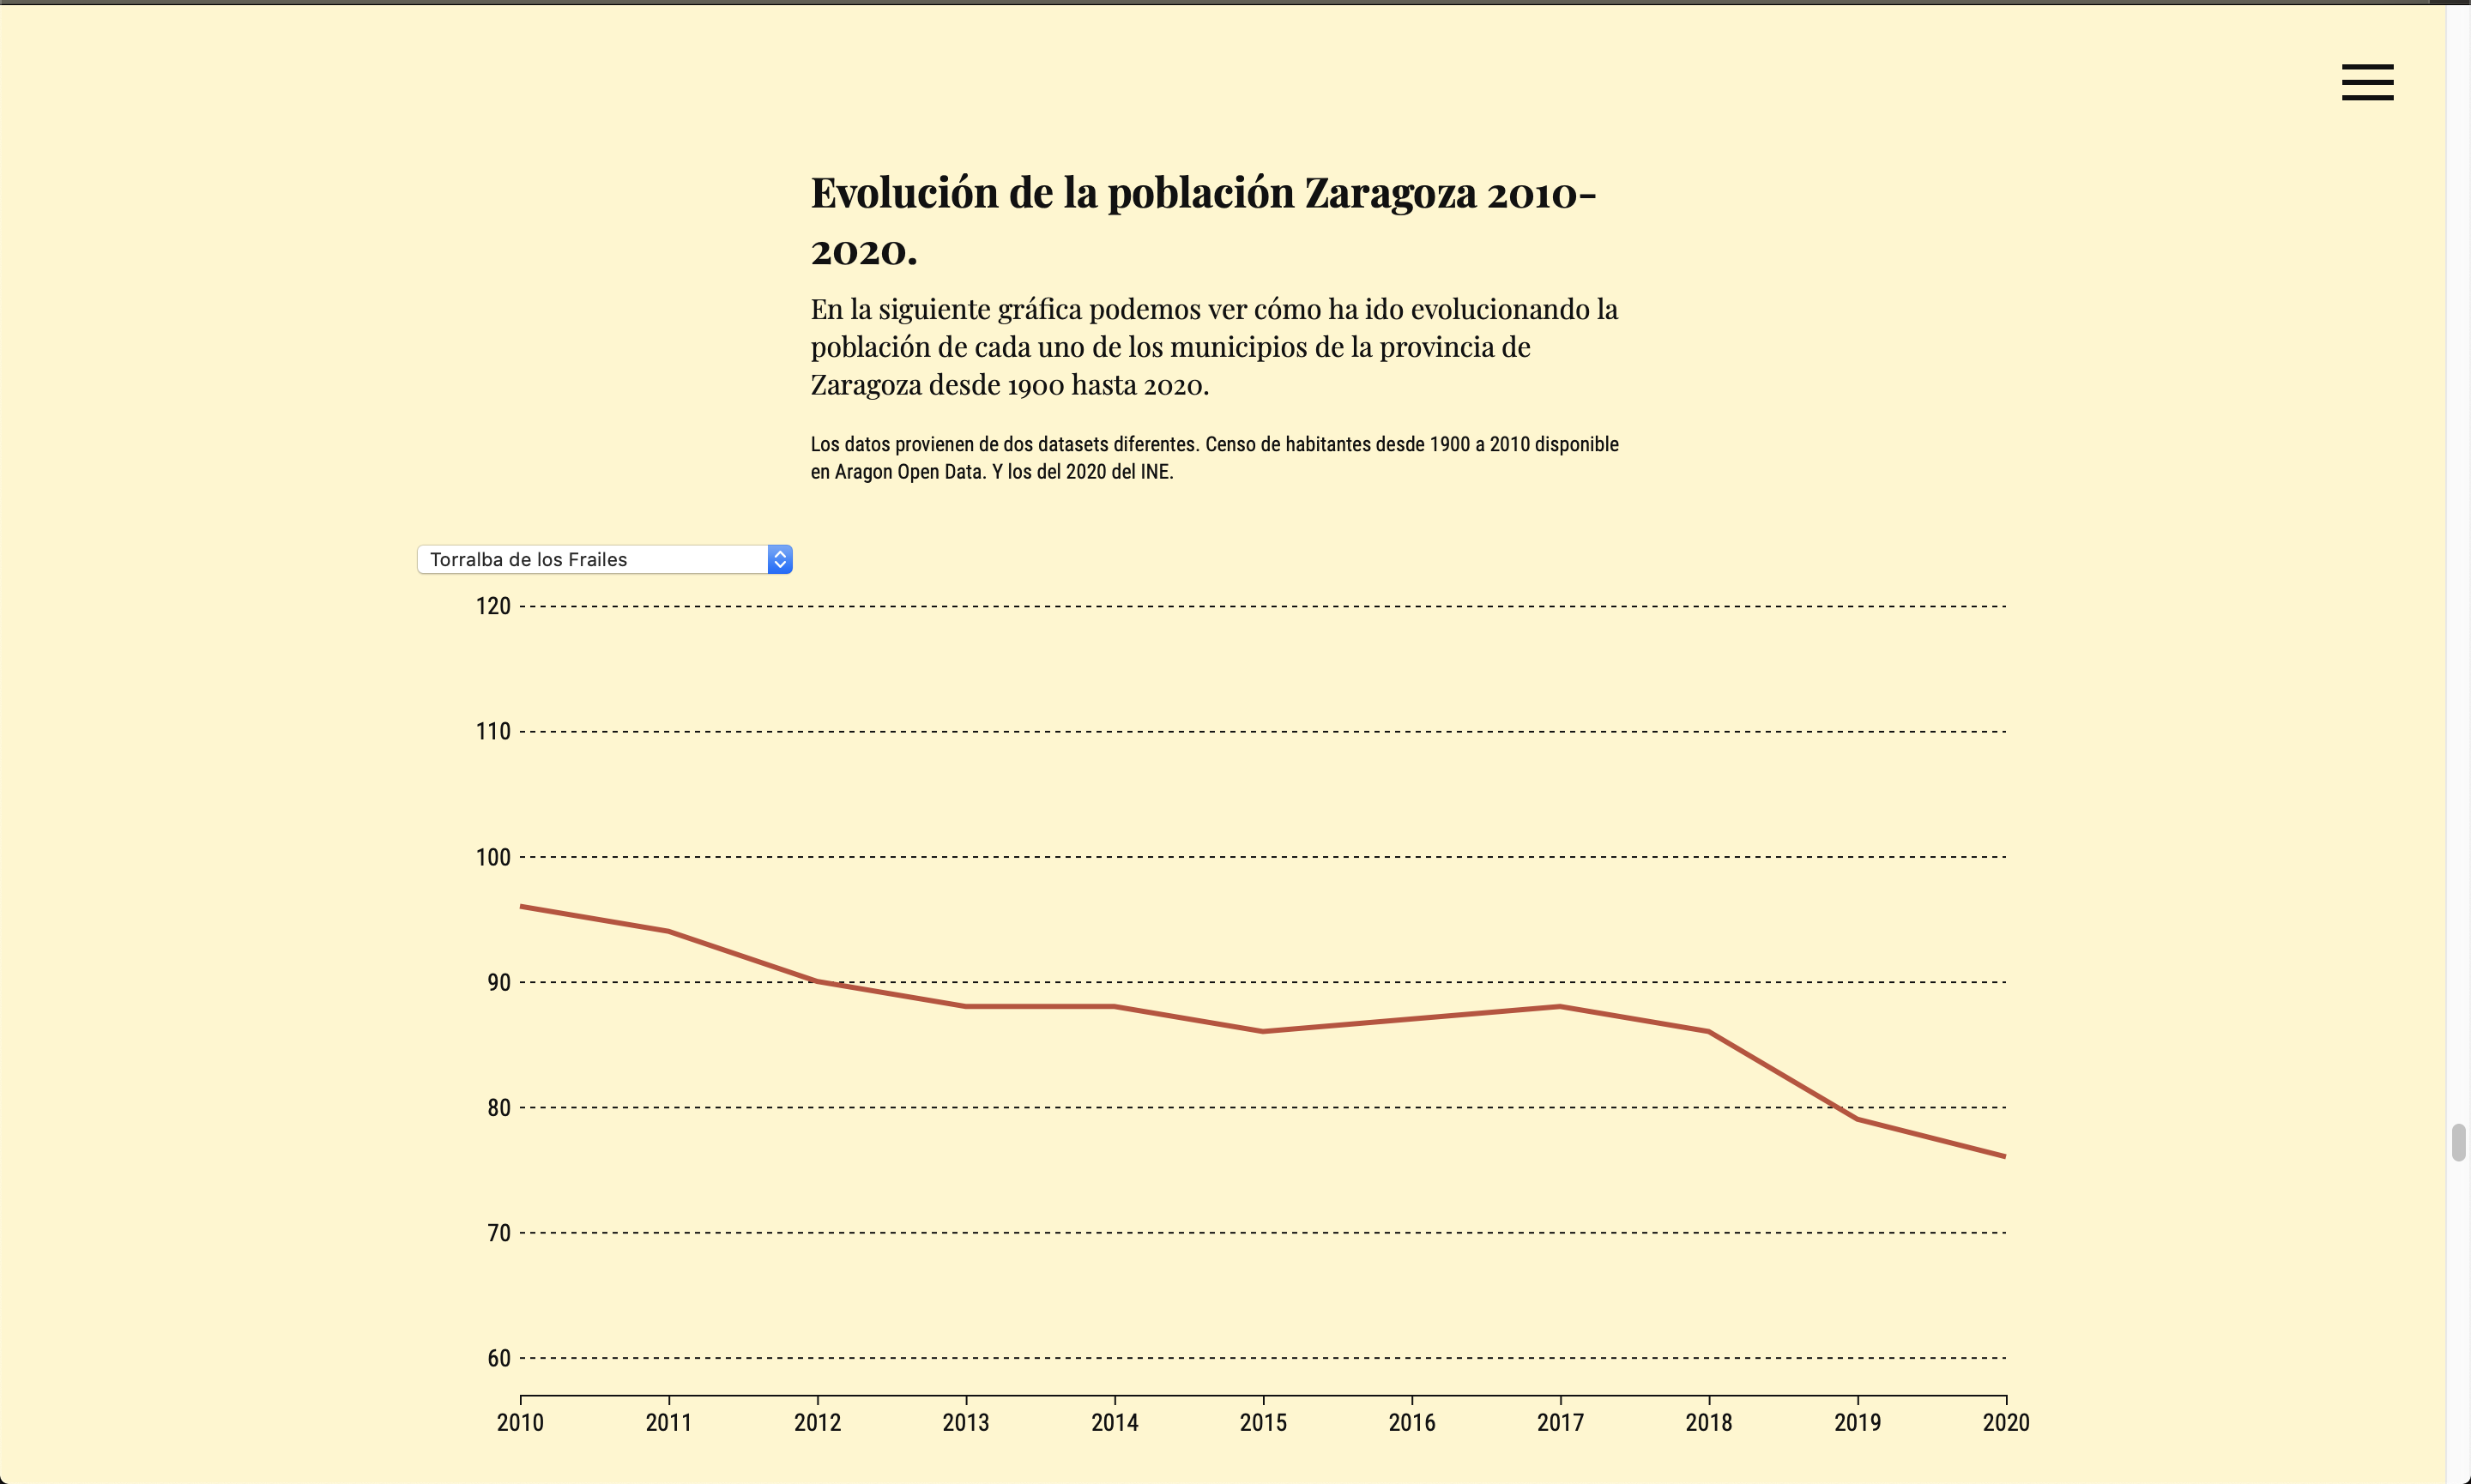 Evolución de la población Zaragoza 2010-
2020.
En la siguiente gráfica podemos ver cómo ha ido evolucionando la
población de cada uno de los municipios de la provincia de
Zaragoza desde 1900 hasta 2020.
Los datos provienen de dos datasets diferentes. Censo de habitantes desde 1900 a 2010 disponible
en Aragon Open Data. Y los del 2020 del INE.
Torralba de los Frailes
120
110
100
90
80
70
60
2010 2011 2012 2013 2014 2015 2016 2017 2018 2019 2020